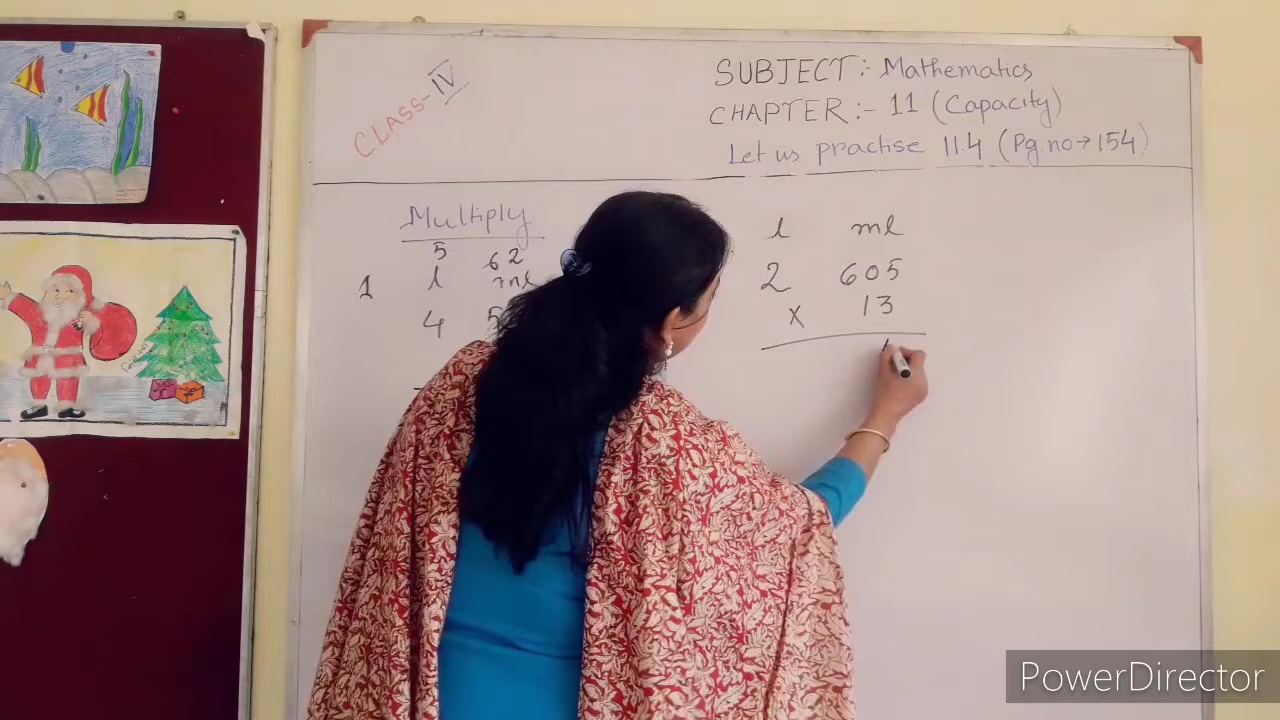 CLASS-IV
SUBJECT:- Mathematics
CHAPTER:- 11 (Capacity)
Let us practise 11.4 (Pg.no→154)
Multiply
5 62
1 l ml
4
l ml
2 605
x 13
PowerDirector